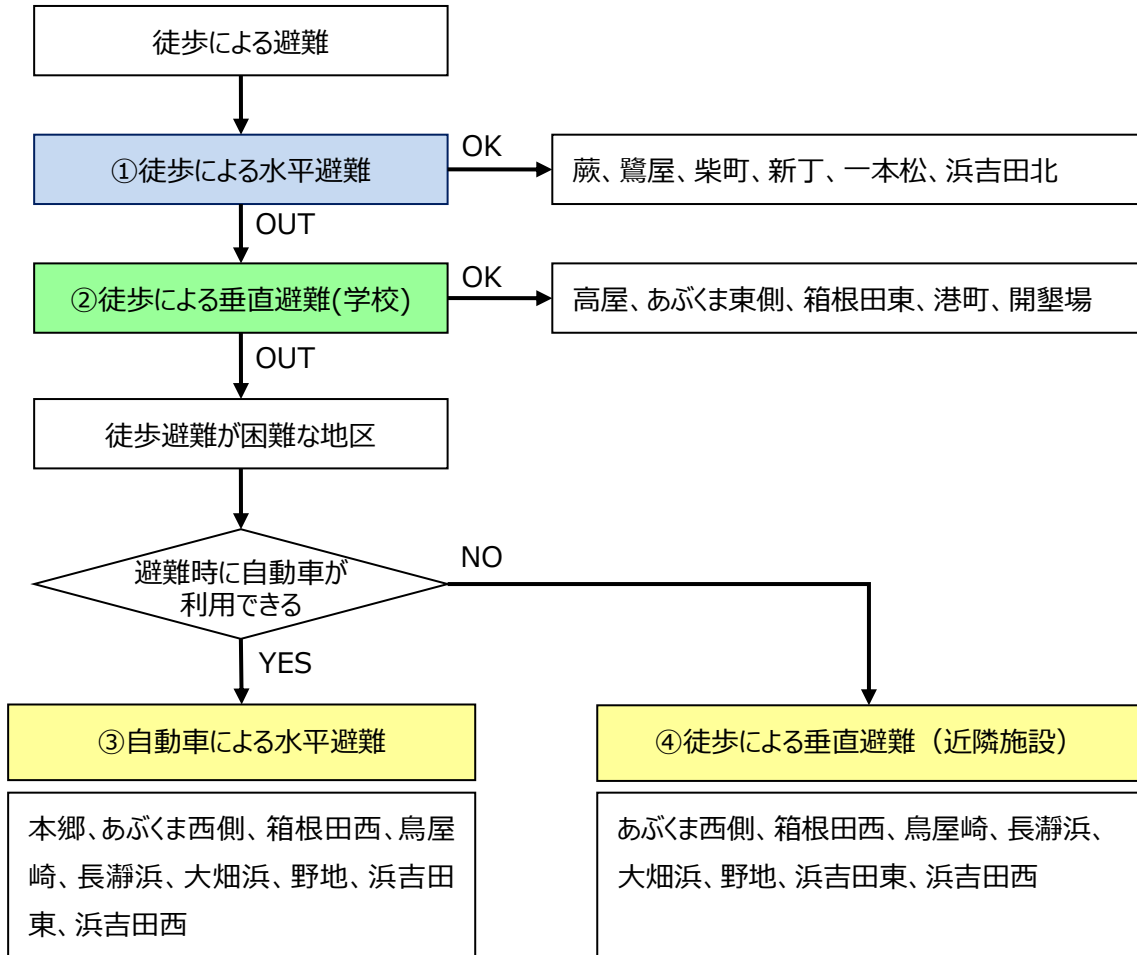 徒歩による避難
①徒歩による水平避難
OK
蕨、鷺屋、柴町、新丁、一本松、浜吉田北
OUT
②徒歩による垂直避難(学校)
OK
高屋、あぶくま東側、箱根田東、港町、開墾場
OUT
徒歩避難が困難な地区
避難時に自動車が
利用できる
NO
YES
③自動車による水平避難
本郷、あぶくま西側、箱根田西、鳥屋
崎、長瀞浜、大畑浜、野地、浜吉田
東、浜吉田西
④徒歩による垂直避難（近隣施設）
あぶくま西側、箱根田西、鳥屋崎、長瀞浜、
大畑浜、野地、浜吉田東、浜吉田西